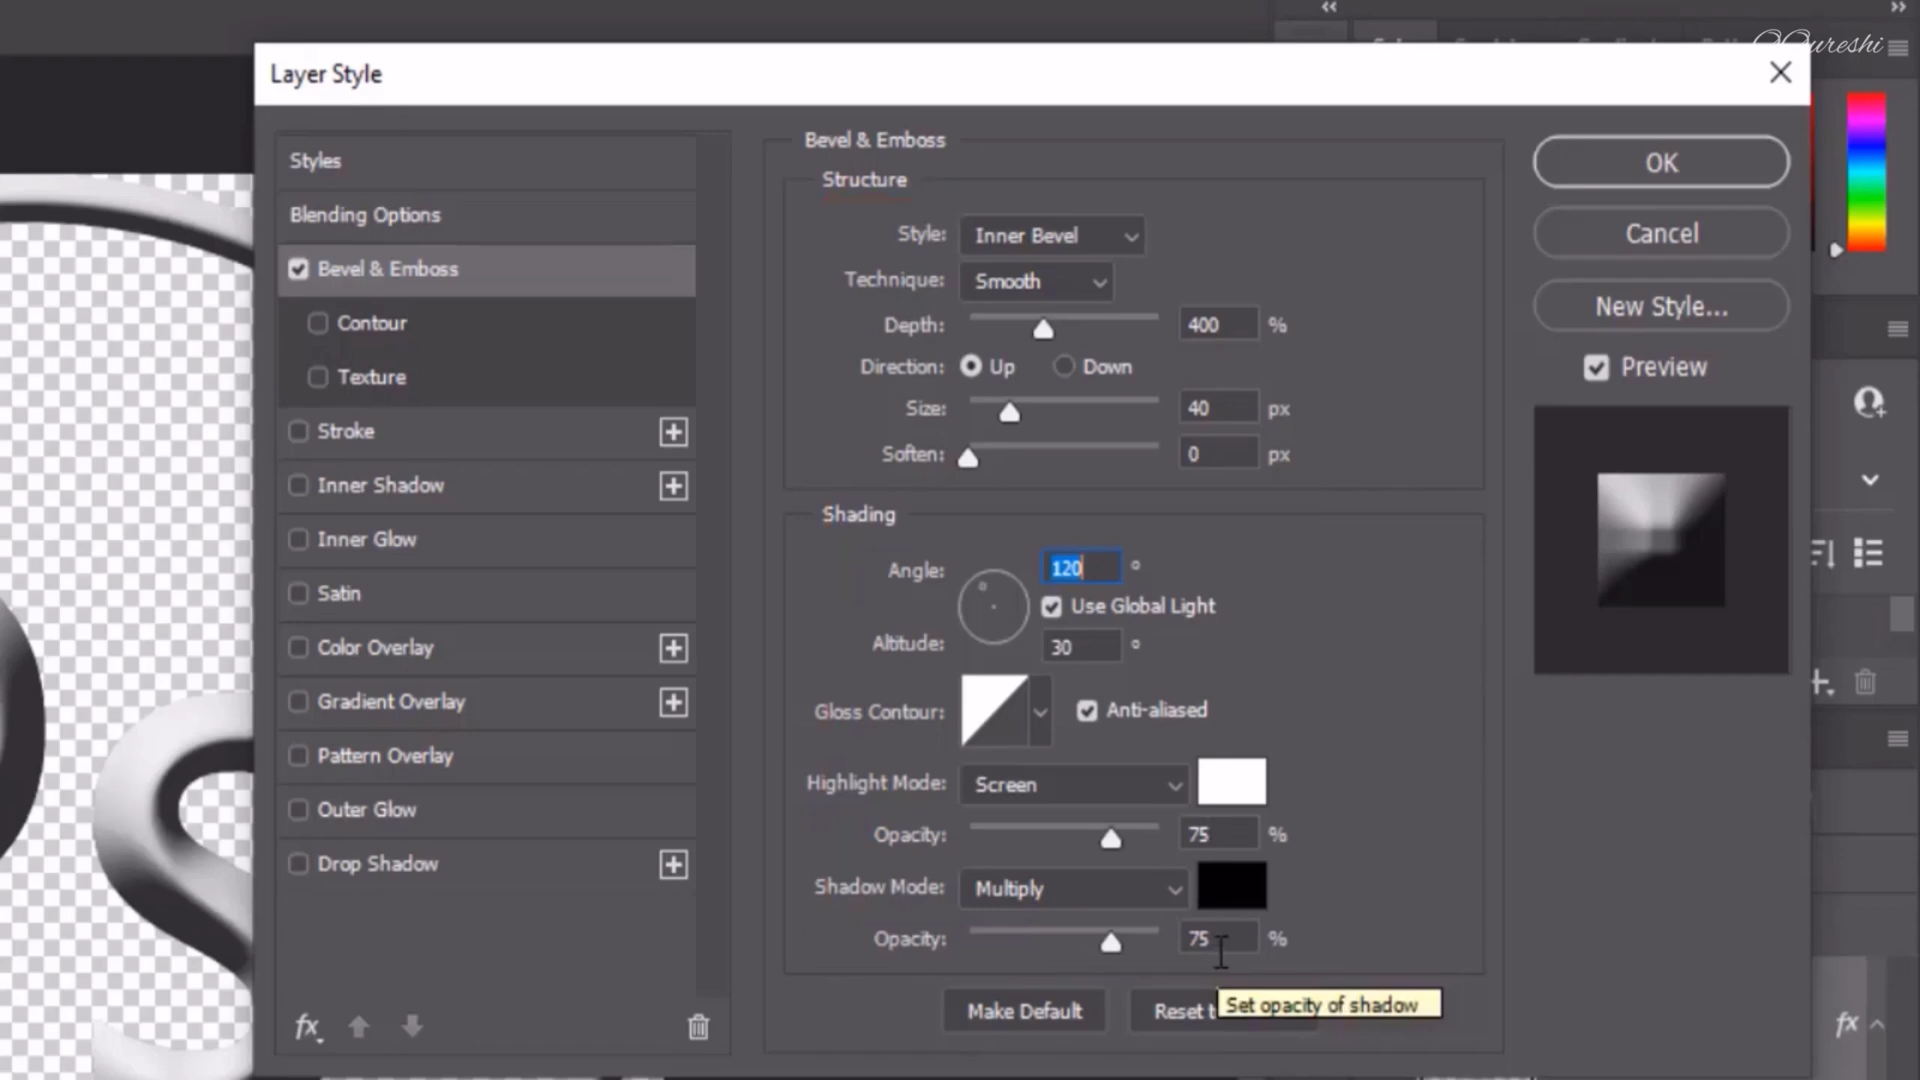 Qureshi
Layer Style
Styles
Blending Options
Bevel & Emboss
Contour
Texture
Stroke
Inner Shadow
Inner Glow
Satin
Color Overlay
Gradient Overlay
Pattern Overlay
Outer Glow
Drop Shadow
fx
Bevel & Emboss
Structure
Style: Inner Bevel
Technique: Smooth
Depth: 400 %
Direction: Up Down
Size: 40 px
Soften: 0 px
Shading
Angle: 120 °
Use Global Light
Altitude: 30 °
Gloss Contour: Anti-aliased
Highlight Mode: Screen
Opacity: 75 %
Shadow Mode: Multiply
Opacity: 75 %
Make Default Reset
Set opacity of shadow
OK
Cancel
New Style...
Preview
fx